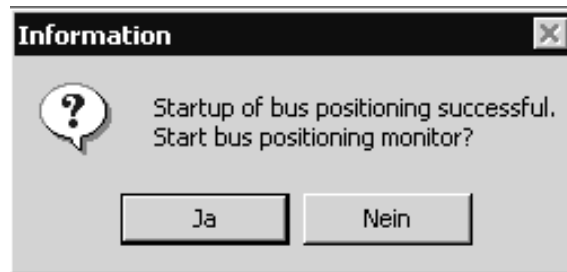 Information
Startup of bus positioning successful.
Start bus positioning monitor?
Ja
Nein